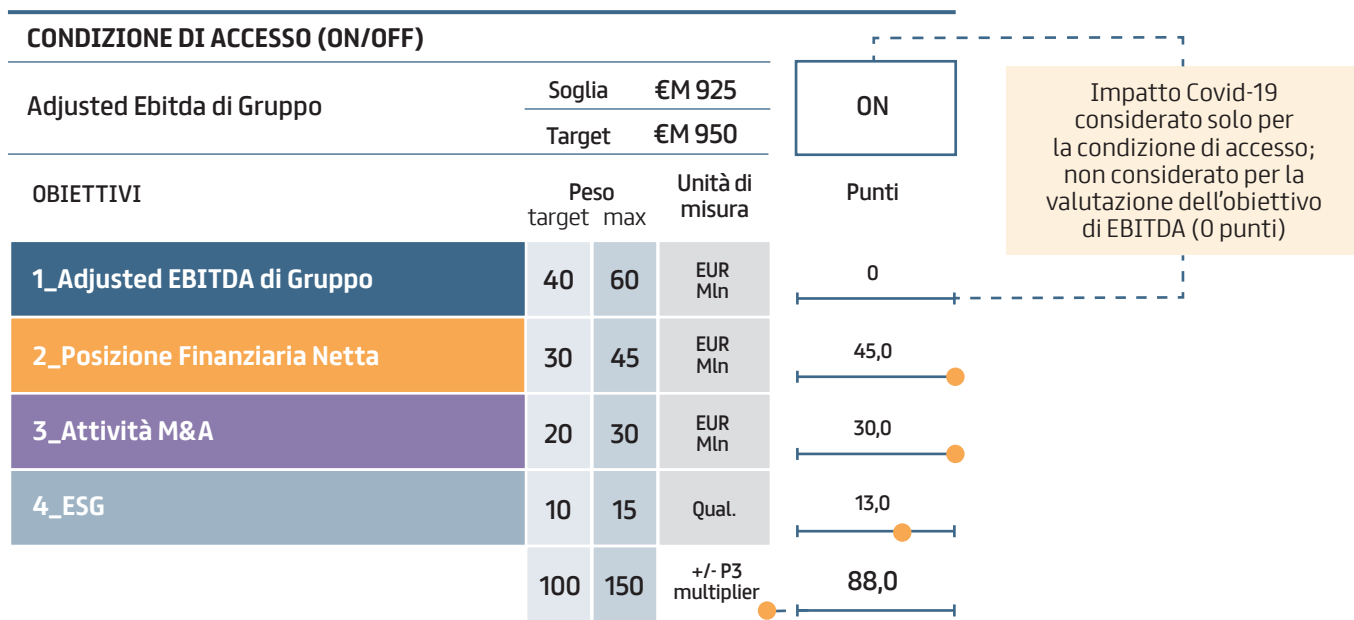 CONDIZIONE DI ACCESSO (ON/OFF)
Adjusted Ebitda di Gruppo
Soglia €M 925
Target €M 950
ON
Impatto Covid-19
considerato solo per
la condizione di accesso;
non considerato per la
valutazione dell'obiettivo
di EBITDA (0 punti)
OBIETTIVI
Peso
target max
Unità di
misura
Punti
1_Adjusted EBITDA di Gruppo
40 60
EUR
Mln
0
2_Posizione Finanziaria Netta
30 45
EUR
Mln
45,0
3_Attività M&A
20 30
EUR
Mln
30,0
4_ESG
10 15
Qual.
13,0
100 150
+/- P3
multiplier
88,0